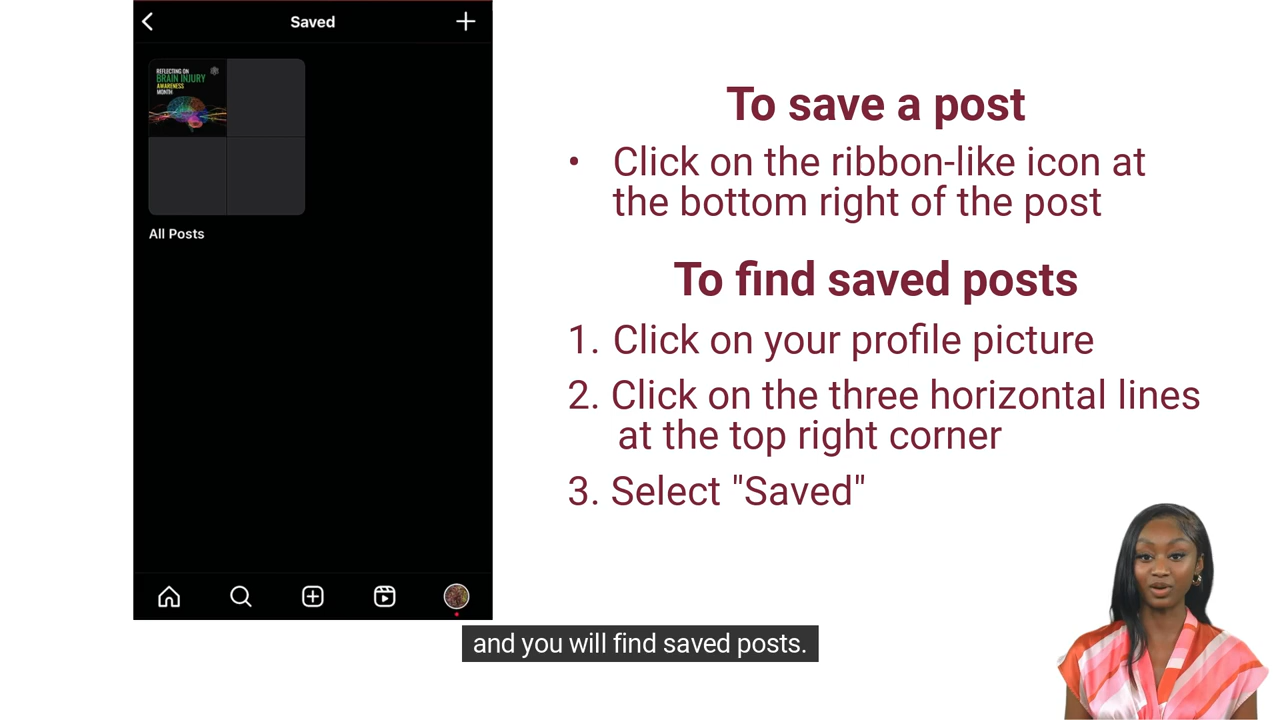 Saved
REFLECTING ON
BRAIN INJURY
AWARENESS
MONTH
All Posts
To save a post
• Click on the ribbon-like icon at
the bottom right of the post
To find saved posts
1. Click on your profile picture
2. Click on the three horizontal lines
at the top right corner
3. Select "Saved"
and you will find saved posts.